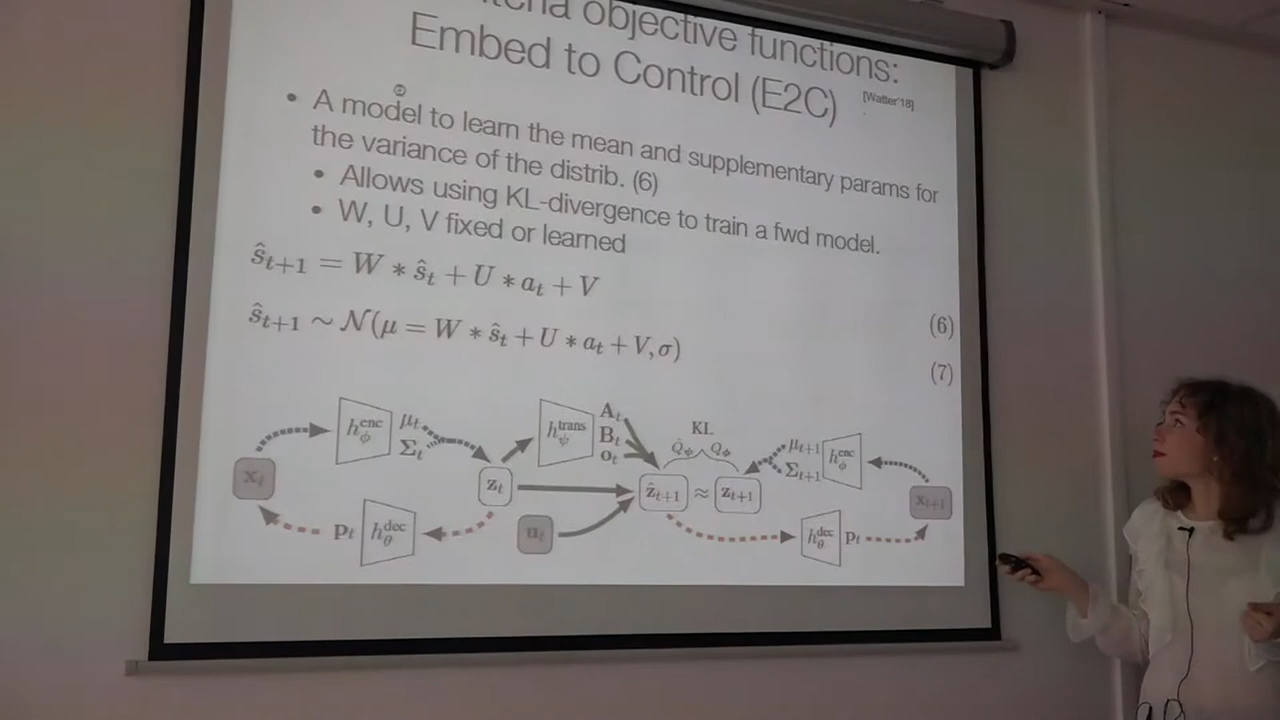 objective functions:
Embed to Control (E2C)
[Watter'18]
• A model to learn the mean and supplementary params for
the variance of the distrib. (6)
• Allows using KL-divergence to train a fwd model.
• W, U, V fixed or learned
ŝ_{t+1} = W * ŝ_t + U * a_t + V
(6)
ŝ_{t+1} ~ N(μ = W * ŝ_t + U * a_t + V, σ)
(7)
x_t
h_ϕ^enc
μ_t
Σ_t
z_t
h_ψ^trans
A_t
B_t
o_t
KL
Q̂_ψ Q_ϕ
ẑ_{t+1} ≈ z_{t+1}
μ_{t+1}
Σ_{t+1}
h_ϕ^enc
x_{t+1}
p_t h_θ^dec
u_t
h_θ^dec p_t